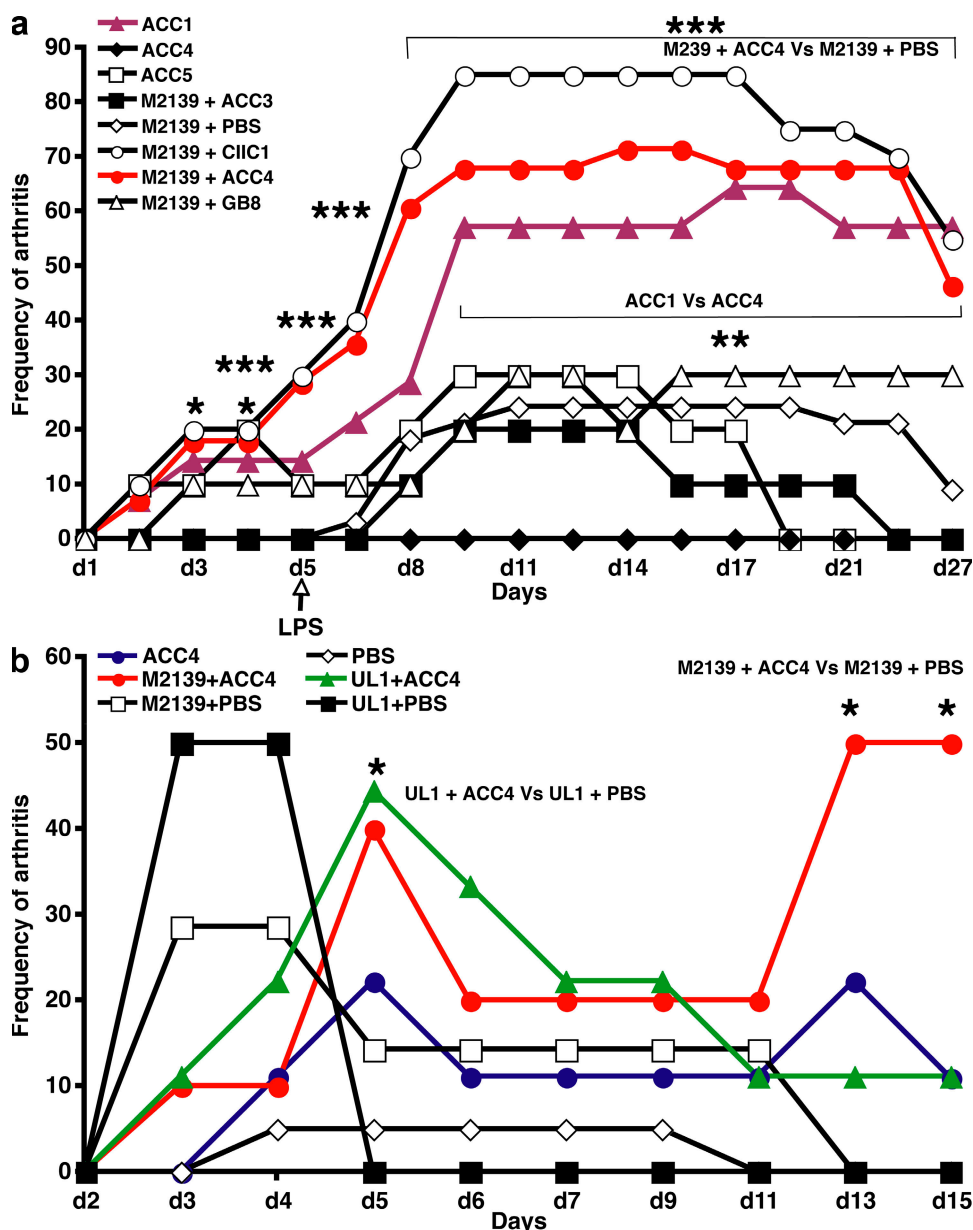 a
ACC1
ACC4
ACC5
M2139 + ACC3
M2139 + PBS
M2139 + CIIC1
M2139 + ACC4
M2139 + GB8
***
M239 + ACC4 Vs M2139 + PBS
***
***
***
* *
ACC1 Vs ACC4
**
Frequency of arthritis
90
80
70
60
50
40
30
20
10
0
d1 d3 d5 d8 d11 d14 d17 d21 d27
Days
LPS
b
ACC4
M2139+ACC4
M2139+PBS
PBS
UL1+ACC4
UL1+PBS
M2139 + ACC4 Vs M2139 + PBS
* *
*
UL1 + ACC4 Vs UL1 + PBS
Frequency of arthritis
60
50
40
30
20
10
0
d2 d3 d4 d5 d6 d7 d9 d11 d13 d15
Days